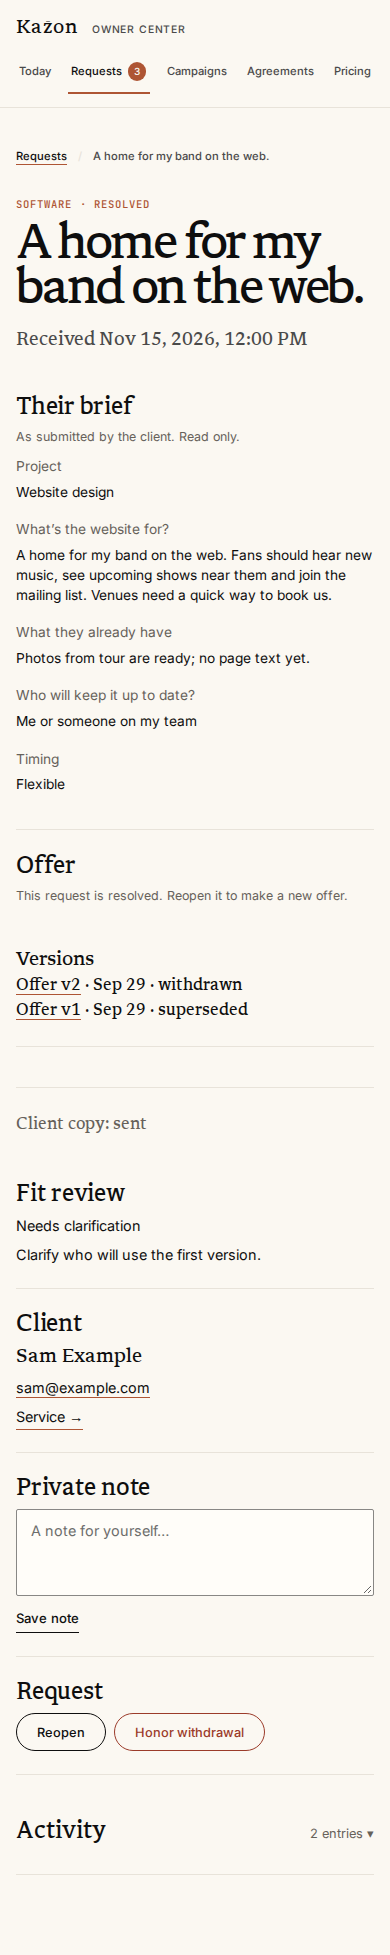 Kažon OWNER CENTER
Today Requests 3 Campaigns Agreements Pricing
Requests / A home for my band on the web.
SOFTWARE · RESOLVED
A home for my
band on the web.
Received Nov 15, 2026, 12:00 PM
Their brief
As submitted by the client. Read only.
Project
Website design
What's the website for?
A home for my band on the web. Fans should hear new
music, see upcoming shows near them and join the
mailing list. Venues need a quick way to book us.
What they already have
Photos from tour are ready; no page text yet.
Who will keep it up to date?
Me or someone on my team
Timing
Flexible
Offer
This request is resolved. Reopen it to make a new offer.
Versions
Offer v2 · Sep 29 · withdrawn
Offer v1 · Sep 29 · superseded
Client copy: sent
Fit review
Needs clarification
Clarify who will use the first version.
Client
Sam Example
sam@example.com
Service →
Private note
A note for yourself…
Save note
Request
Reopen Honor withdrawal
Activity 2 entries ▾